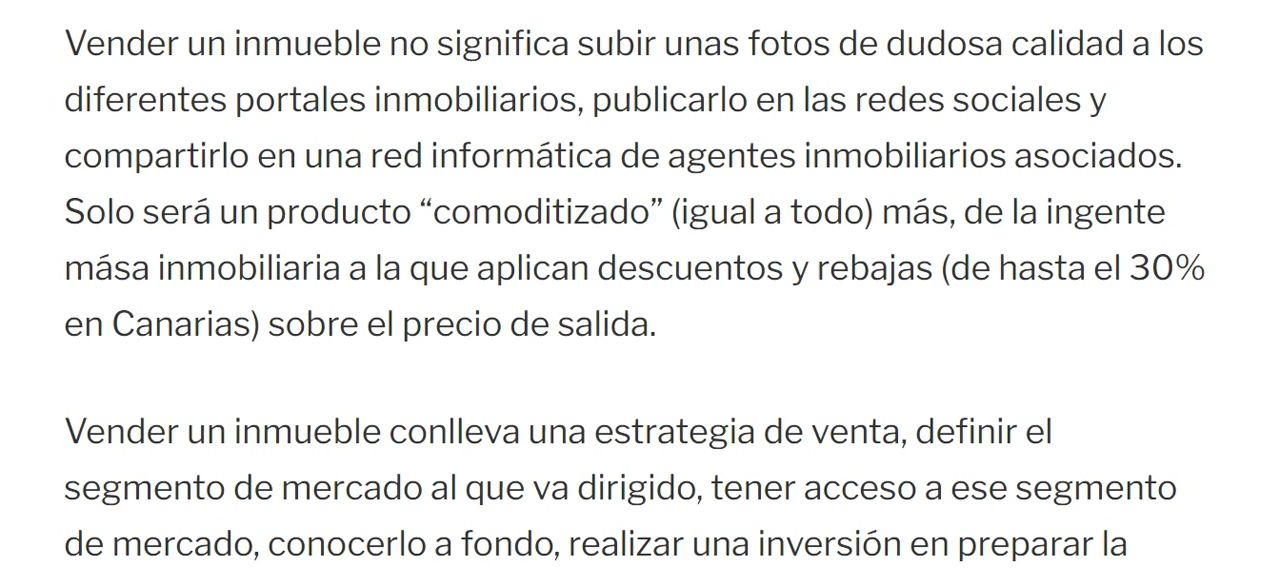 Vender un inmueble no significa subir unas fotos de dudosa calidad a los
diferentes portales inmobiliarios, publicarlo en las redes sociales y
compartirlo en una red informática de agentes inmobiliarios asociados.
Solo será un producto “comoditizado” (igual a todo) más, de la ingente
mása inmobiliaria a la que aplican descuentos y rebajas (de hasta el 30%
en Canarias) sobre el precio de salida.
Vender un inmueble conlleva una estrategia de venta, definir el
segmento de mercado al que va dirigido, tener acceso a ese segmento
de mercado, conocerlo a fondo, realizar una inversión en preparar la